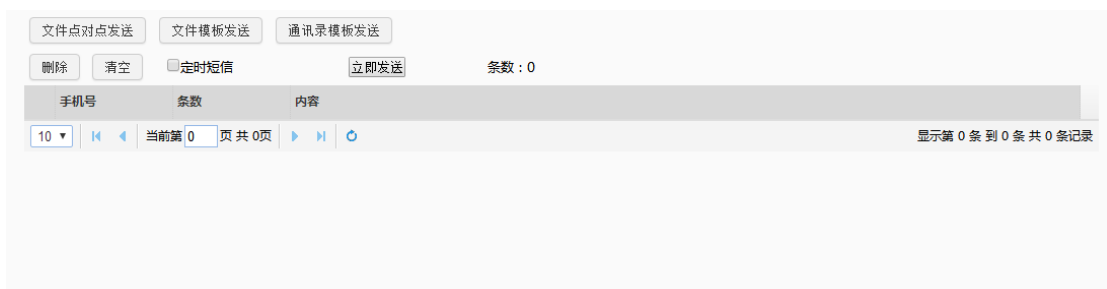 文件点对点发送 文件模板发送 通讯录模板发送
删除 清空 定时短信 立即发送 条数：0
手机号 条数 内容
10 当前第 0 页 共 0页 显示第 0 条 到 0 条 共 0 条记录